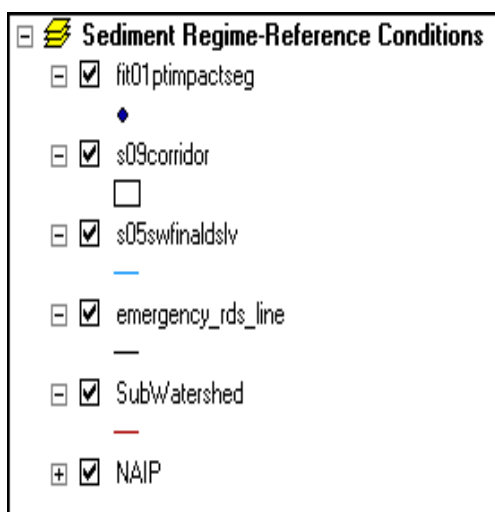 Sediment Regime-Reference Conditions
fit01ptimpactseg
s09corridor
s05swfinaldslv
emergency_rds_line
SubWatershed
NAIP